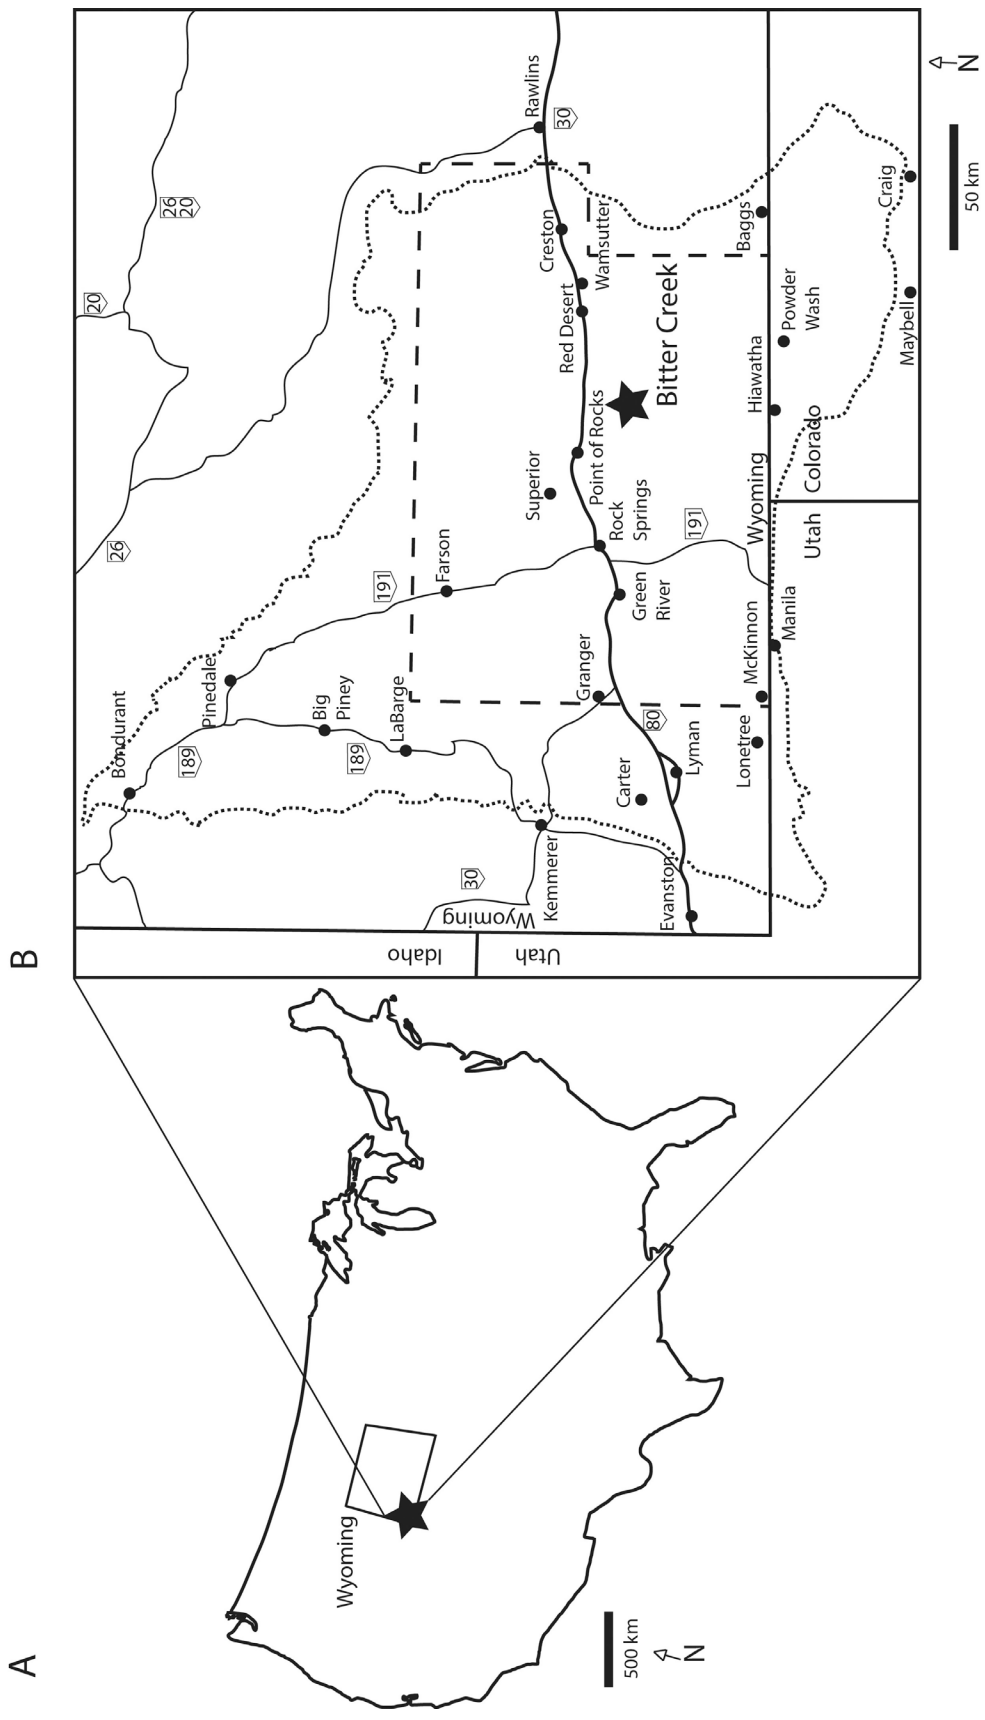 A
Wyoming
500 km
N
B
26
20
20
26
Bondurant
Pinedale
189
Big
Piney
189
LaBarge
191
Farson
Rawlins
30
Creston
Wamsutter
Red Desert
Superior
Point of Rocks
Bitter Creek
Rock
Springs
Green
River
191
Granger
80
Kemmerer
30
Wyoming
Idaho
Utah
Carter
Lyman
Evanston
Lonetree
McKinnon
Manila
Wyoming
Utah
Colorado
Hiawatha
Powder
Wash
Baggs
Craig
Maybell
50 km
N